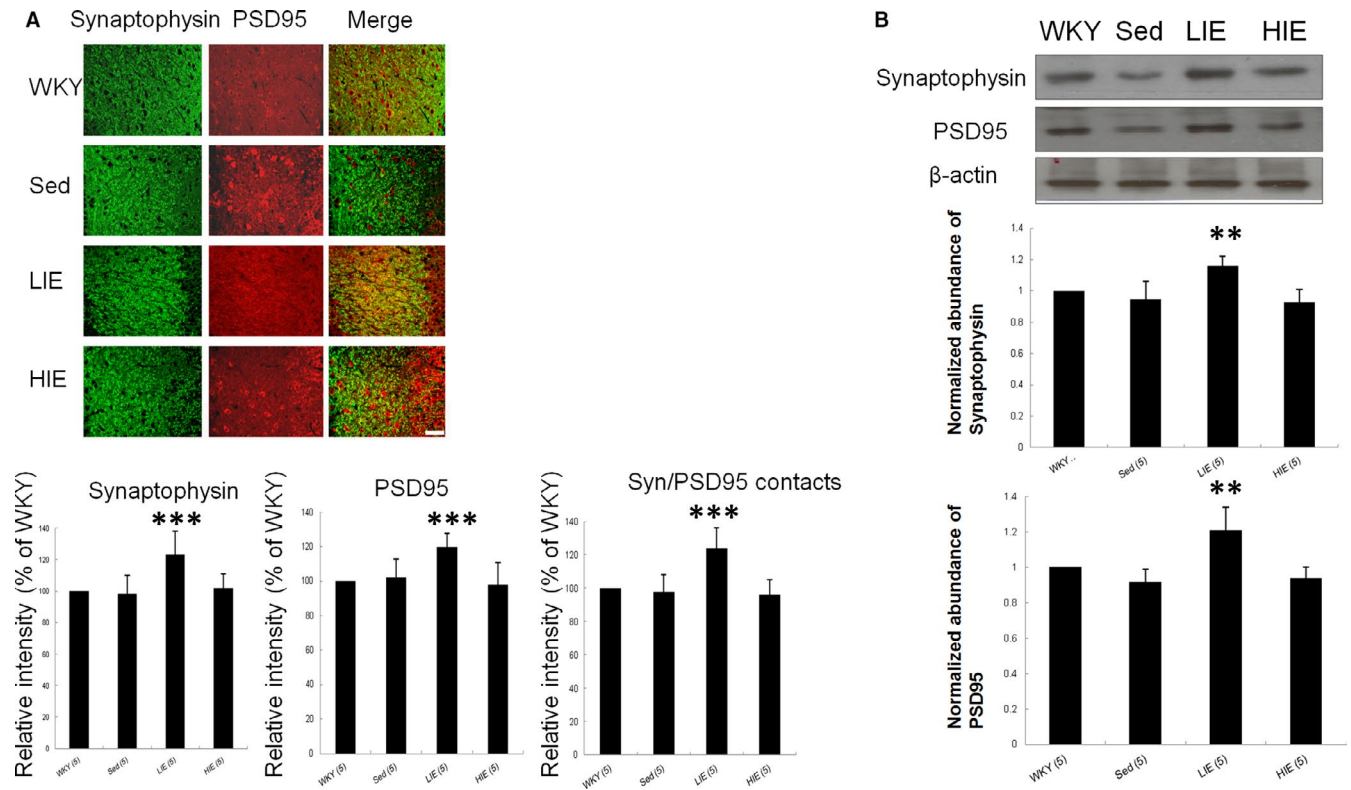 A
Synaptophysin PSD95 Merge
WKY
Sed
LIE
HIE
Synaptophysin
***
Relative intensity (% of WKY)
140
120
100
80
60
40
20
0
WKY (5) Sed (5) LIE (5) HIE (5)
PSD95
***
Relative intensity (% of WKY)
140
120
100
80
60
40
20
0
WKY (5) Sed (5) LIE (5) HIE (5)
Syn/PSD95 contacts
***
Relative intensity (% of WKY)
140
120
100
80
60
40
20
0
WKY (5) Sed (5) LIE (5) HIE (5)
B
WKY Sed LIE HIE
Synaptophysin
PSD95
β-actin
**
Normalized abundance of
Synaptophysin
1.4
1.2
1
0.8
0.6
0.4
0.2
0
WKY.. Sed (5) LIE (5) HIE (5)
**
Normalized abundance of
PSD95
1.4
1.2
1
0.8
0.6
0.4
0.2
0
WKY (5) Sed (5) LIE (5) HIE (5)